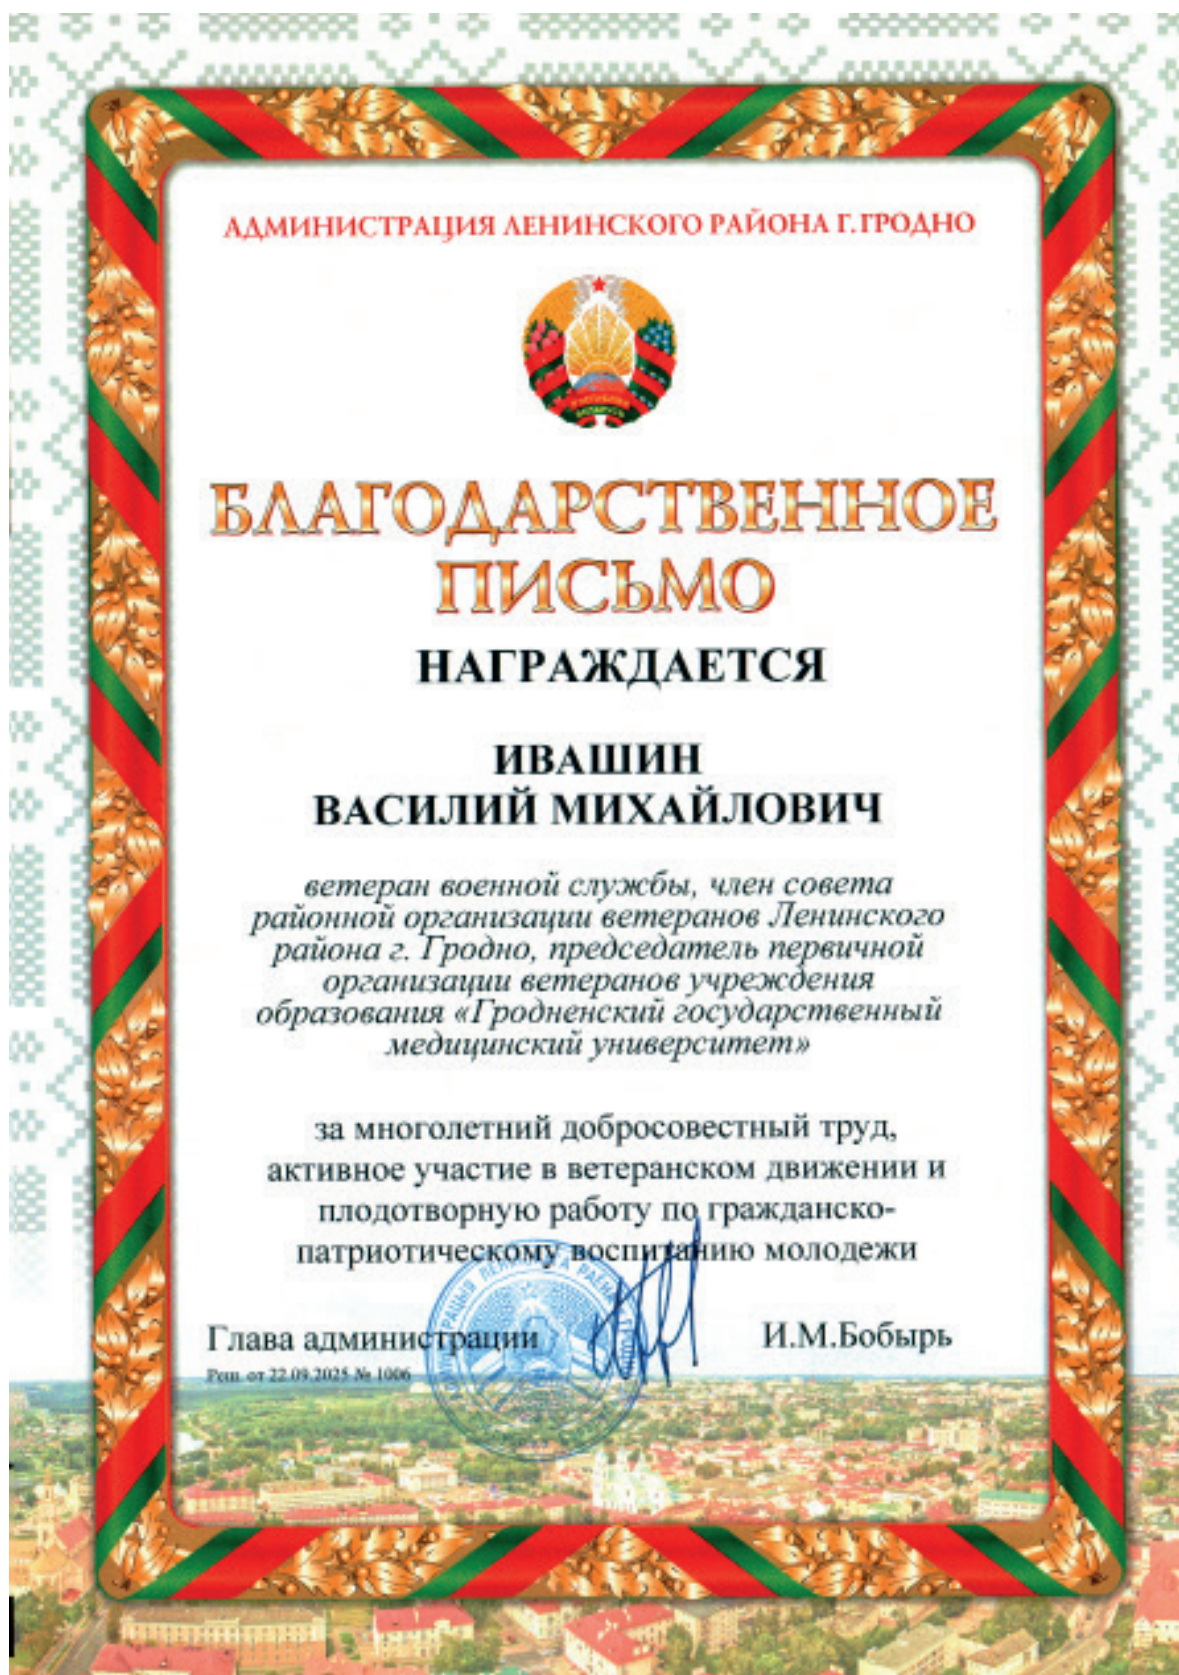 АДМИНИСТРАЦИЯ ЛЕНИНСКОГО РАЙОНА Г. ГРОДНО
БЛАГОДАРСТВЕННОЕ
ПИСЬМО
НАГРАЖДАЕТСЯ
ИВАШИН
ВАСИЛИЙ МИХАЙЛОВИЧ
ветеран военной службы, член совета
районной организации ветеранов Ленинского
района г. Гродно, председатель первичной
организации ветеранов учреждения
образования «Гродненский государственный
медицинский университет»
за многолетний добросовестный труд,
активное участие в ветеранском движении и
плодотворную работу по гражданско-
патриотическому воспитанию молодежи
Глава администрации
И.М.Бобырь
Реш. от 22.09.2025 № 1006